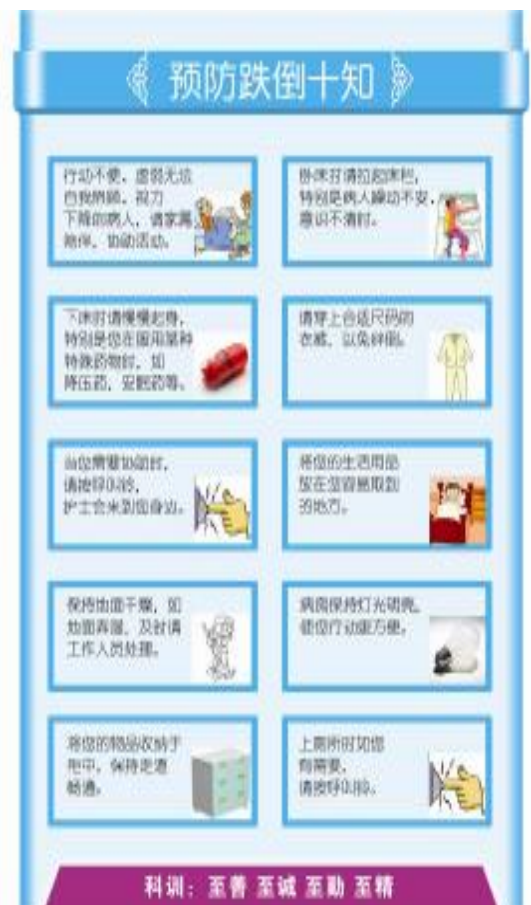 预防跌倒十知
行动不便、虚弱无法
自我照顾、视力
下降的病人，请家属
陪伴、协助活动。
卧床时请拉起床栏，
特别是病人躁动不安，
意识不清时。
下床时请慢慢起身，
特别是您在服用某种
特殊药物时，如
降压药、安眠药等。
请穿上合适尺码的
衣裤，以免绊倒。
当您需要协助时，
请按呼叫铃，
护士会来到您身边。
将您的生活用品
放在您容易取到
的地方。
保持地面干燥，如
地面弄湿，及时请
工作人员处理。
病房保持灯光明亮，
使您行动更方便。
将您的物品收纳于
柜中，保持走道
畅通。
上厕所时如您
有需要，
请按呼叫铃。
科训：至善 至诚 至勤 至精